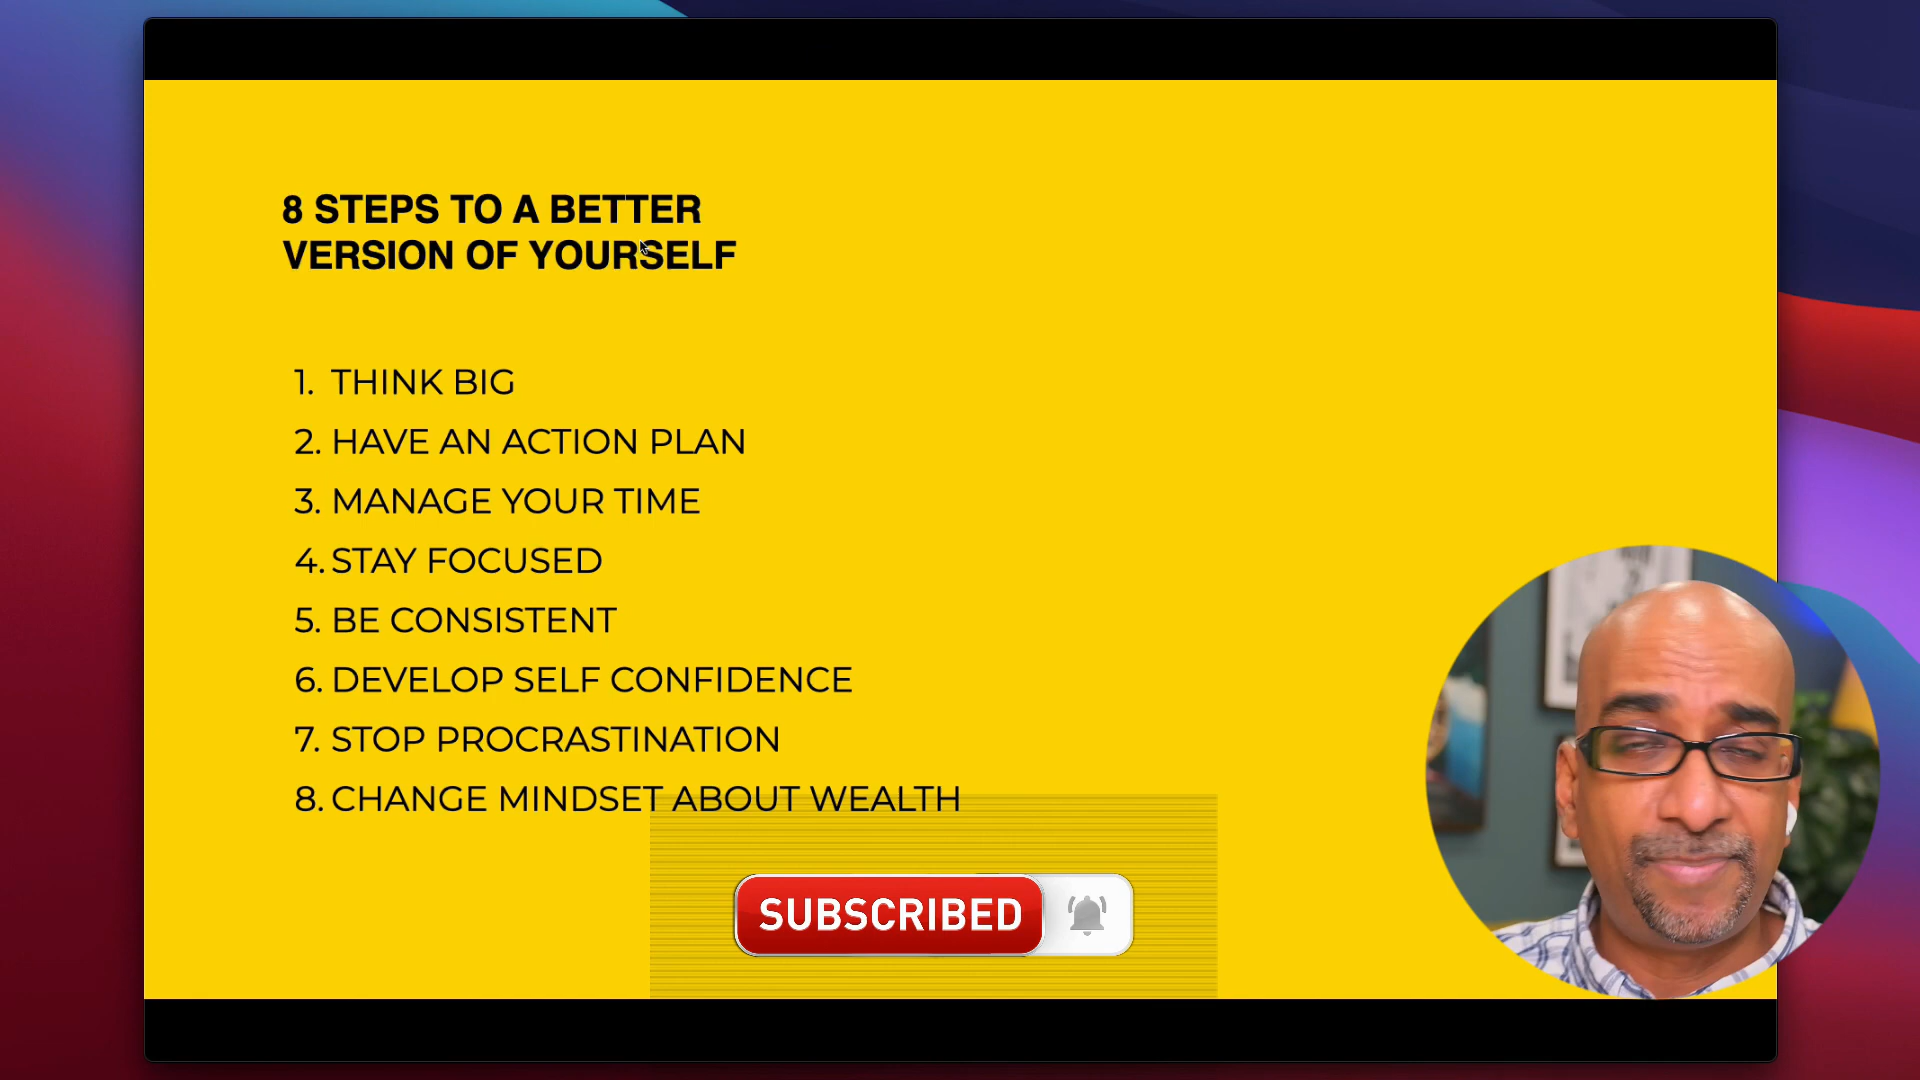 8 STEPS TO A BETTER
VERSION OF YOURSELF
1. THINK BIG
2. HAVE AN ACTION PLAN
3. MANAGE YOUR TIME
4. STAY FOCUSED
5. BE CONSISTENT
6. DEVELOP SELF CONFIDENCE
7. STOP PROCRASTINATION
8. CHANGE MINDSET ABOUT WEALTH
SUBSCRIBED